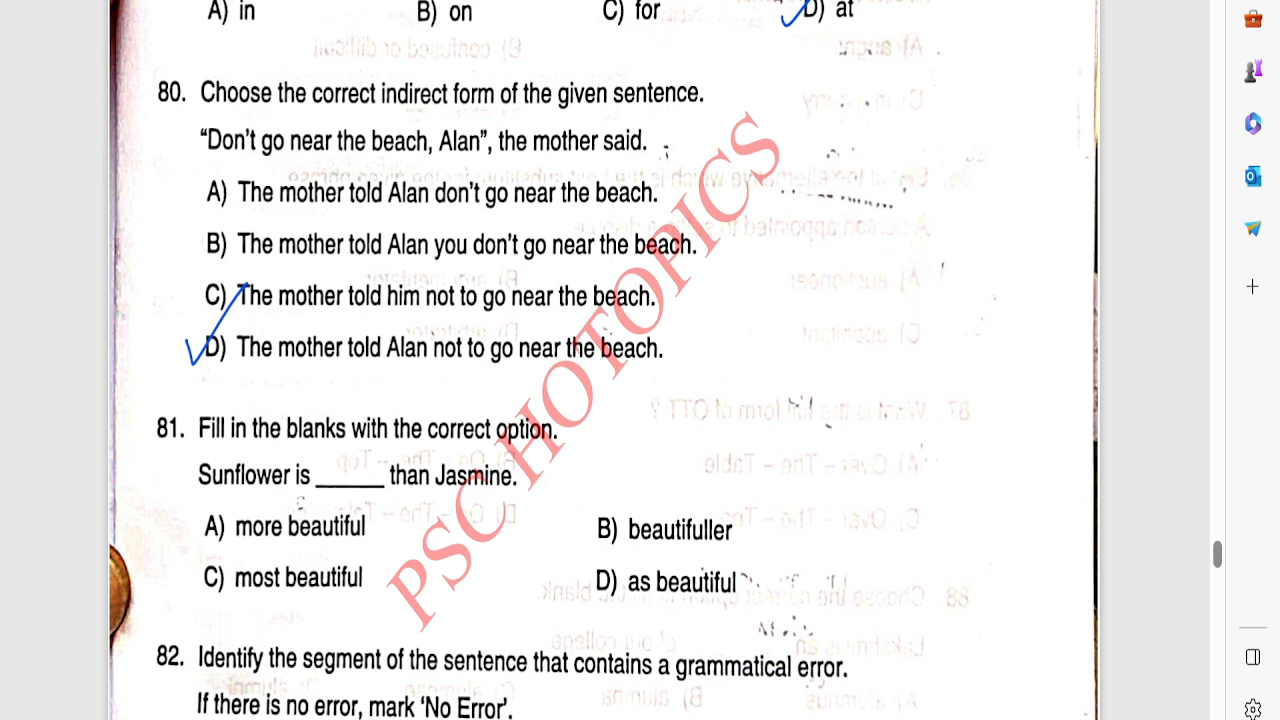 A) in B) on C) for D) at
80. Choose the correct indirect form of the given sentence.
“Don’t go near the beach, Alan”, the mother said.
A) The mother told Alan don’t go near the beach.
B) The mother told Alan you don’t go near the beach.
C) The mother told him not to go near the beach.
D) The mother told Alan not to go near the beach.
81. Fill in the blanks with the correct option.
Sunflower is ______ than Jasmine.
A) more beautiful B) beautifuller
C) most beautiful D) as beautiful
82. Identify the segment of the sentence that contains a grammatical error.
If there is no error, mark ‘No Error’.
PSC HOTOPICS